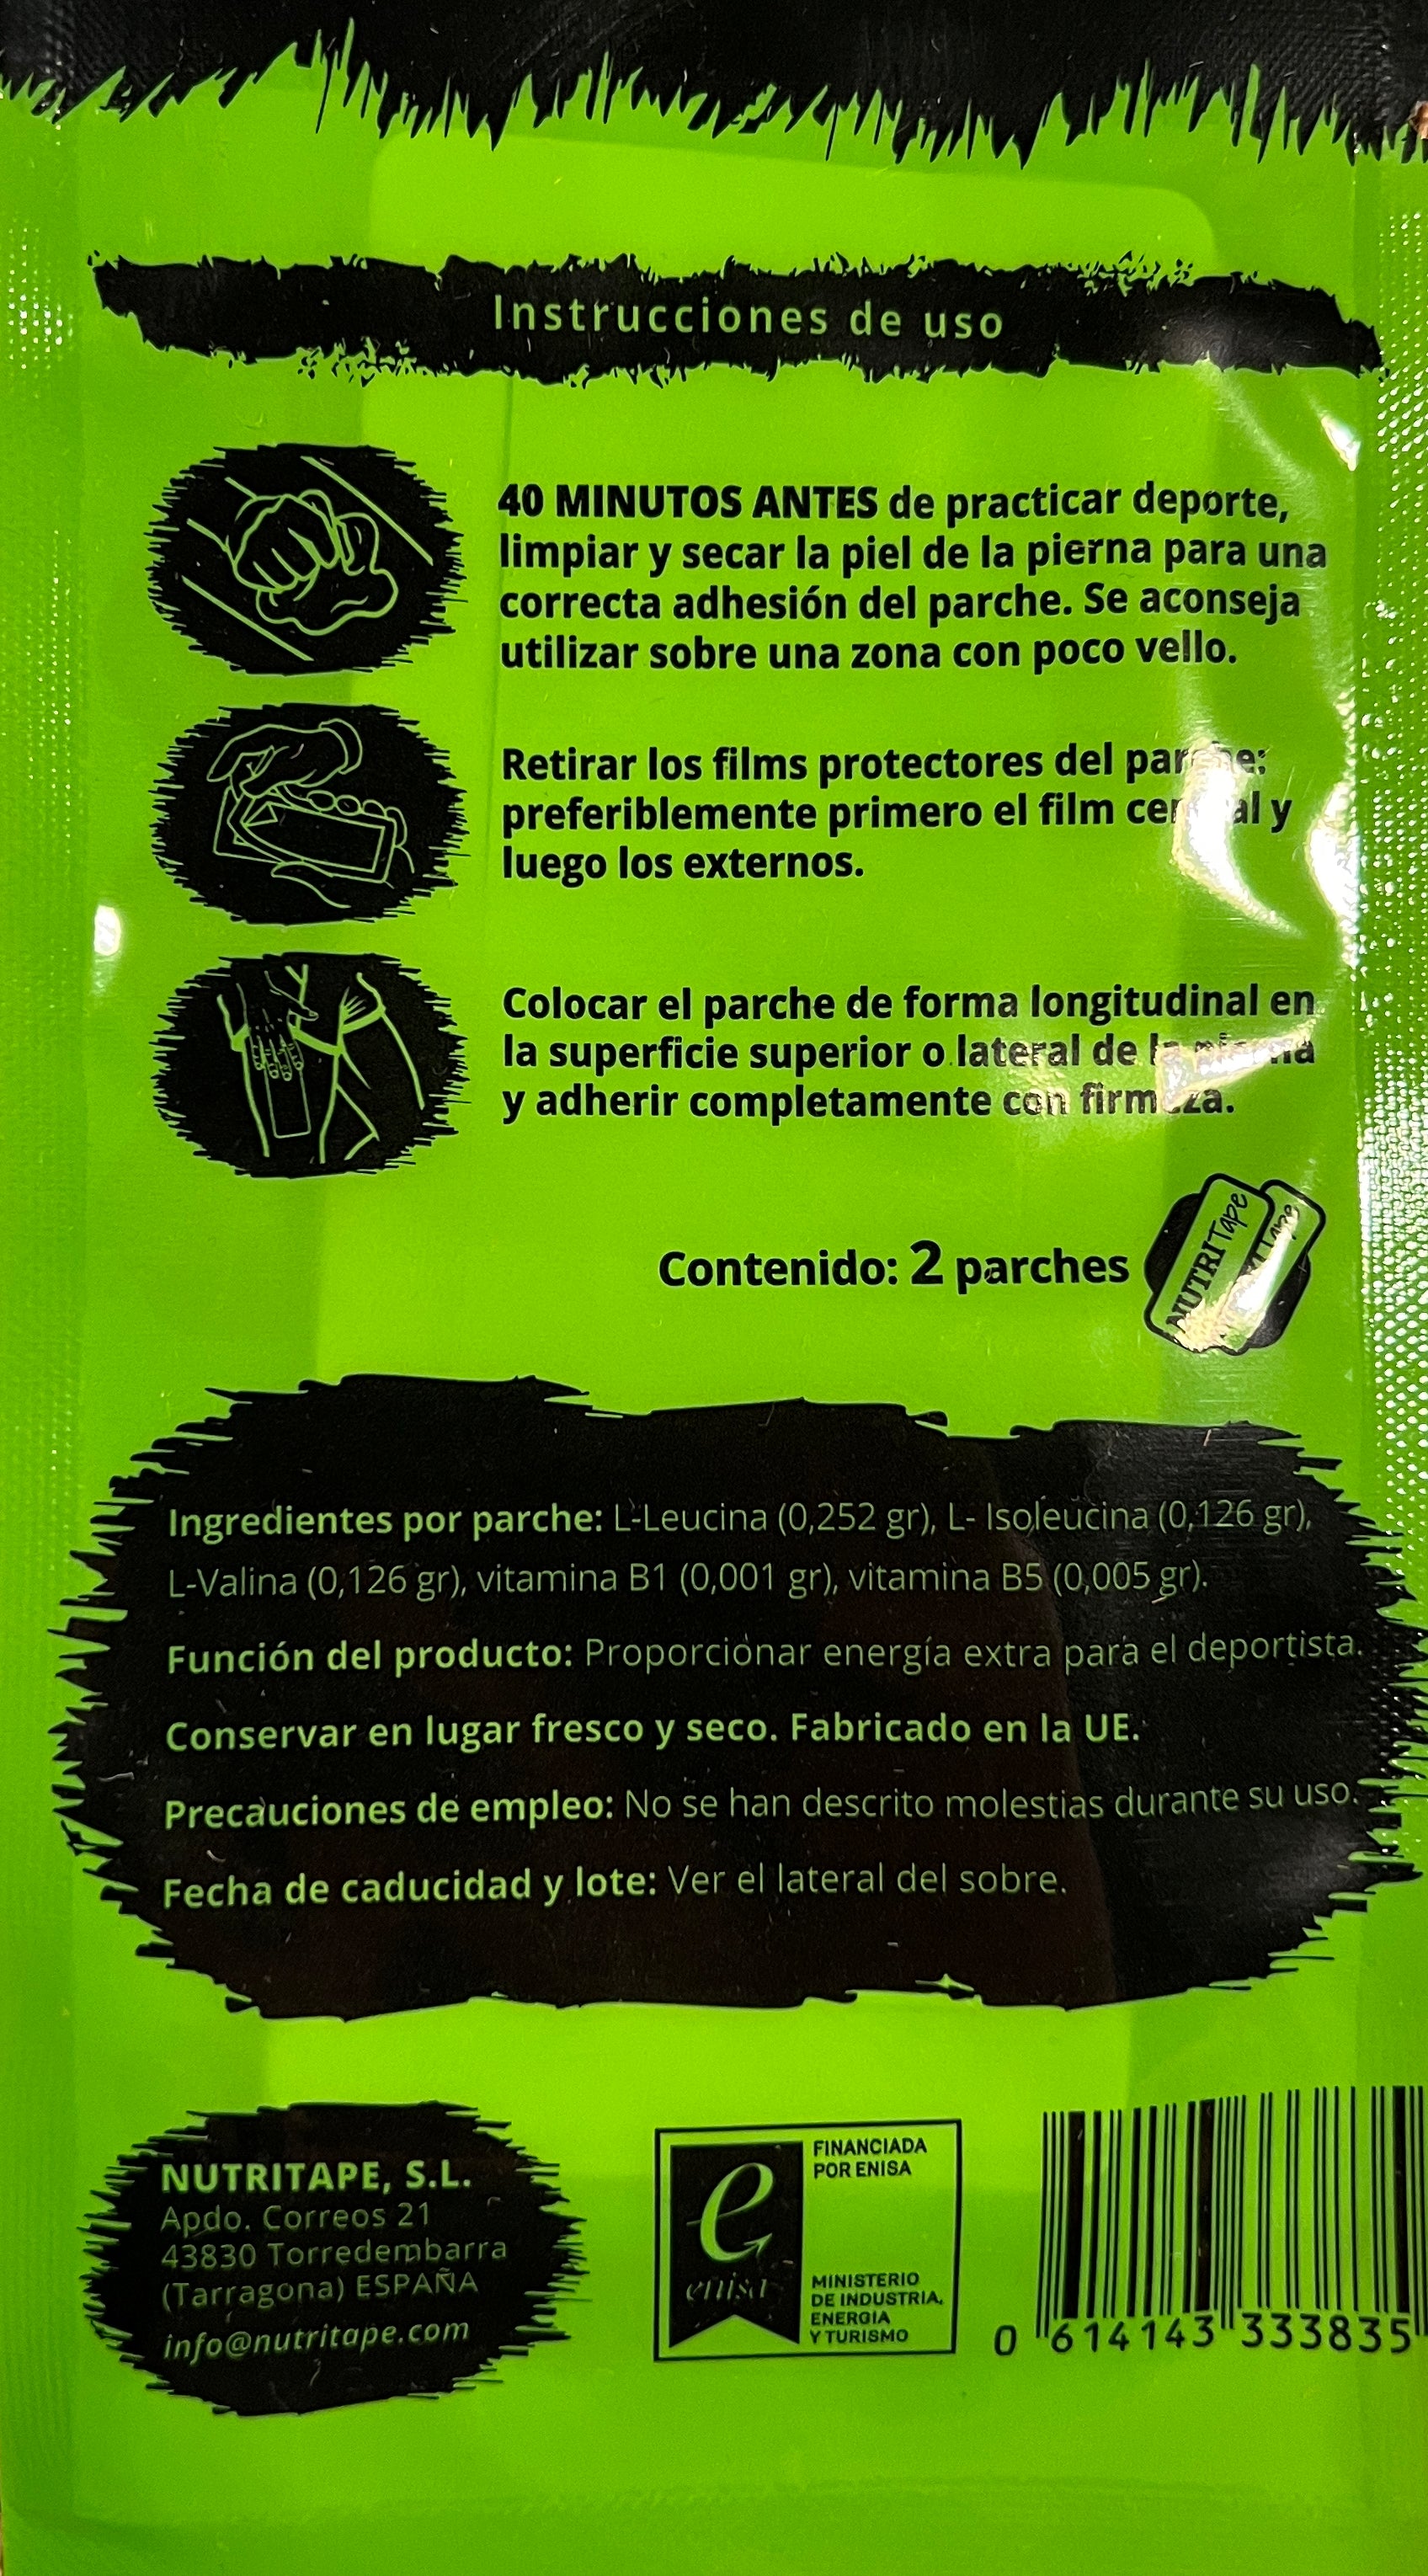 Instrucciones de uso
40 MINUTOS ANTES de practicar deporte,
limpiar y secar la piel de la pierna para una
correcta adhesión del parche. Se aconseja
utilizar sobre una zona con poco vello.
Retirar los films protectores del parche:
preferiblemente primero el film central y
luego los externos.
Colocar el parche de forma longitudinal en
la superficie superior o lateral de la pierna
y adherir completamente con firmeza.
Contenido: 2 parches
NUTRITape
Tape
Ingredientes por parche: L-Leucina (0,252 gr), L- Isoleucina (0,126 gr),
L-Valina (0,126 gr), vitamina B1 (0,001 gr), vitamina B5 (0,005 gr).
Función del producto: Proporcionar energía extra para el deportista.
Conservar en lugar fresco y seco. Fabricado en la UE.
Precauciones de empleo: No se han descrito molestias durante su uso.
Fecha de caducidad y lote: Ver el lateral del sobre.
NUTRITAPE, S.L.
Apdo. Correos 21
43830 Torredembarra
(Tarragona) ESPAÑA
info@nutritape.com
e
enisa
FINANCIADA
POR ENISA
MINISTERIO
DE INDUSTRIA,
ENERGIA
Y TURISMO
0 614143 333835